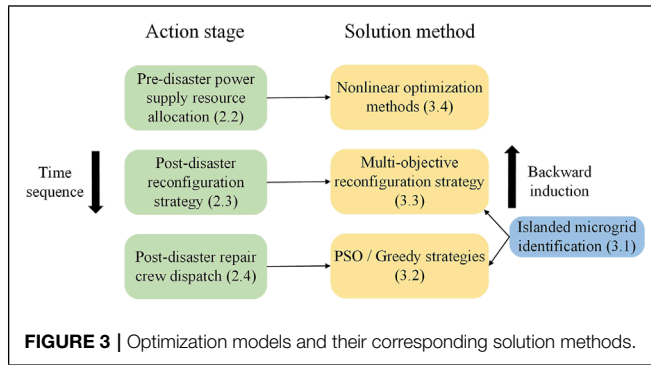 Action stage
Solution method
Pre-disaster power
supply resource
allocation (2.2)
Nonlinear optimization
methods (3.4)
Time
sequence
Post-disaster
reconfiguration
strategy (2.3)
Multi-objective
reconfiguration strategy
(3.3)
Backward
induction
Islanded microgrid
identification (3.1)
Post-disaster repair
crew dispatch (2.4)
PSO / Greedy strategies
(3.2)
FIGURE 3 | Optimization models and their corresponding solution methods.